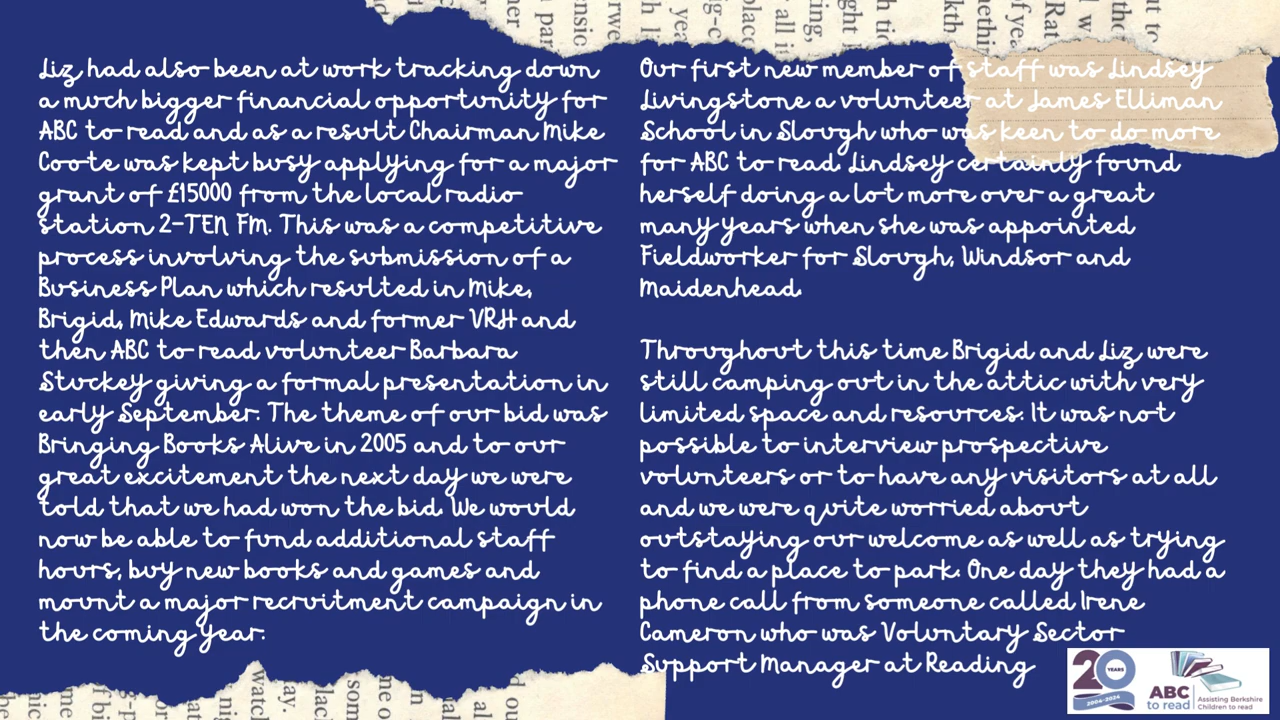 Liz had also been at work tracking down
a much bigger financial opportunity for
ABC to read and as a result Chairman Mike
Coote was kept busy applying for a major
grant of £15000 from the local radio
station 2-TEN FM. This was a competitive
process involving the submission of a
Business Plan which resulted in Mike,
Brigid, Mike Edwards and former VRH and
then ABC to read volunteer Barbara
Stuckey giving a formal presentation in
early September. The theme of our bid was
Bringing Books Alive in 2005 and to our
great excitement the next day we were
told that we had won the bid. We would
now be able to fund additional staff
hours, buy new books and games and
mount a major recruitment campaign in
the coming year.
Our first new member of staff was Lindsey
Livingstone a volunteer at James Elliman
School in Slough who was keen to do more
for ABC to read. Lindsey certainly found
herself doing a lot more over a great
many years when she was appointed
Fieldworker for Slough, Windsor and
Maidenhead.
Throughout this time Brigid and Liz were
still camping out in the attic with very
limited space and resources. It was not
possible to interview prospective
volunteers or to have any visitors at all
and we were quite worried about
outstaying our welcome as well as trying
to find a place to park. One day they had a
phone call from someone called Irene
Cameron who was Voluntary Sector
Support Manager at Reading
20 YEARS
2004-2024
ABC to read
Assisting Berkshire
Children to read